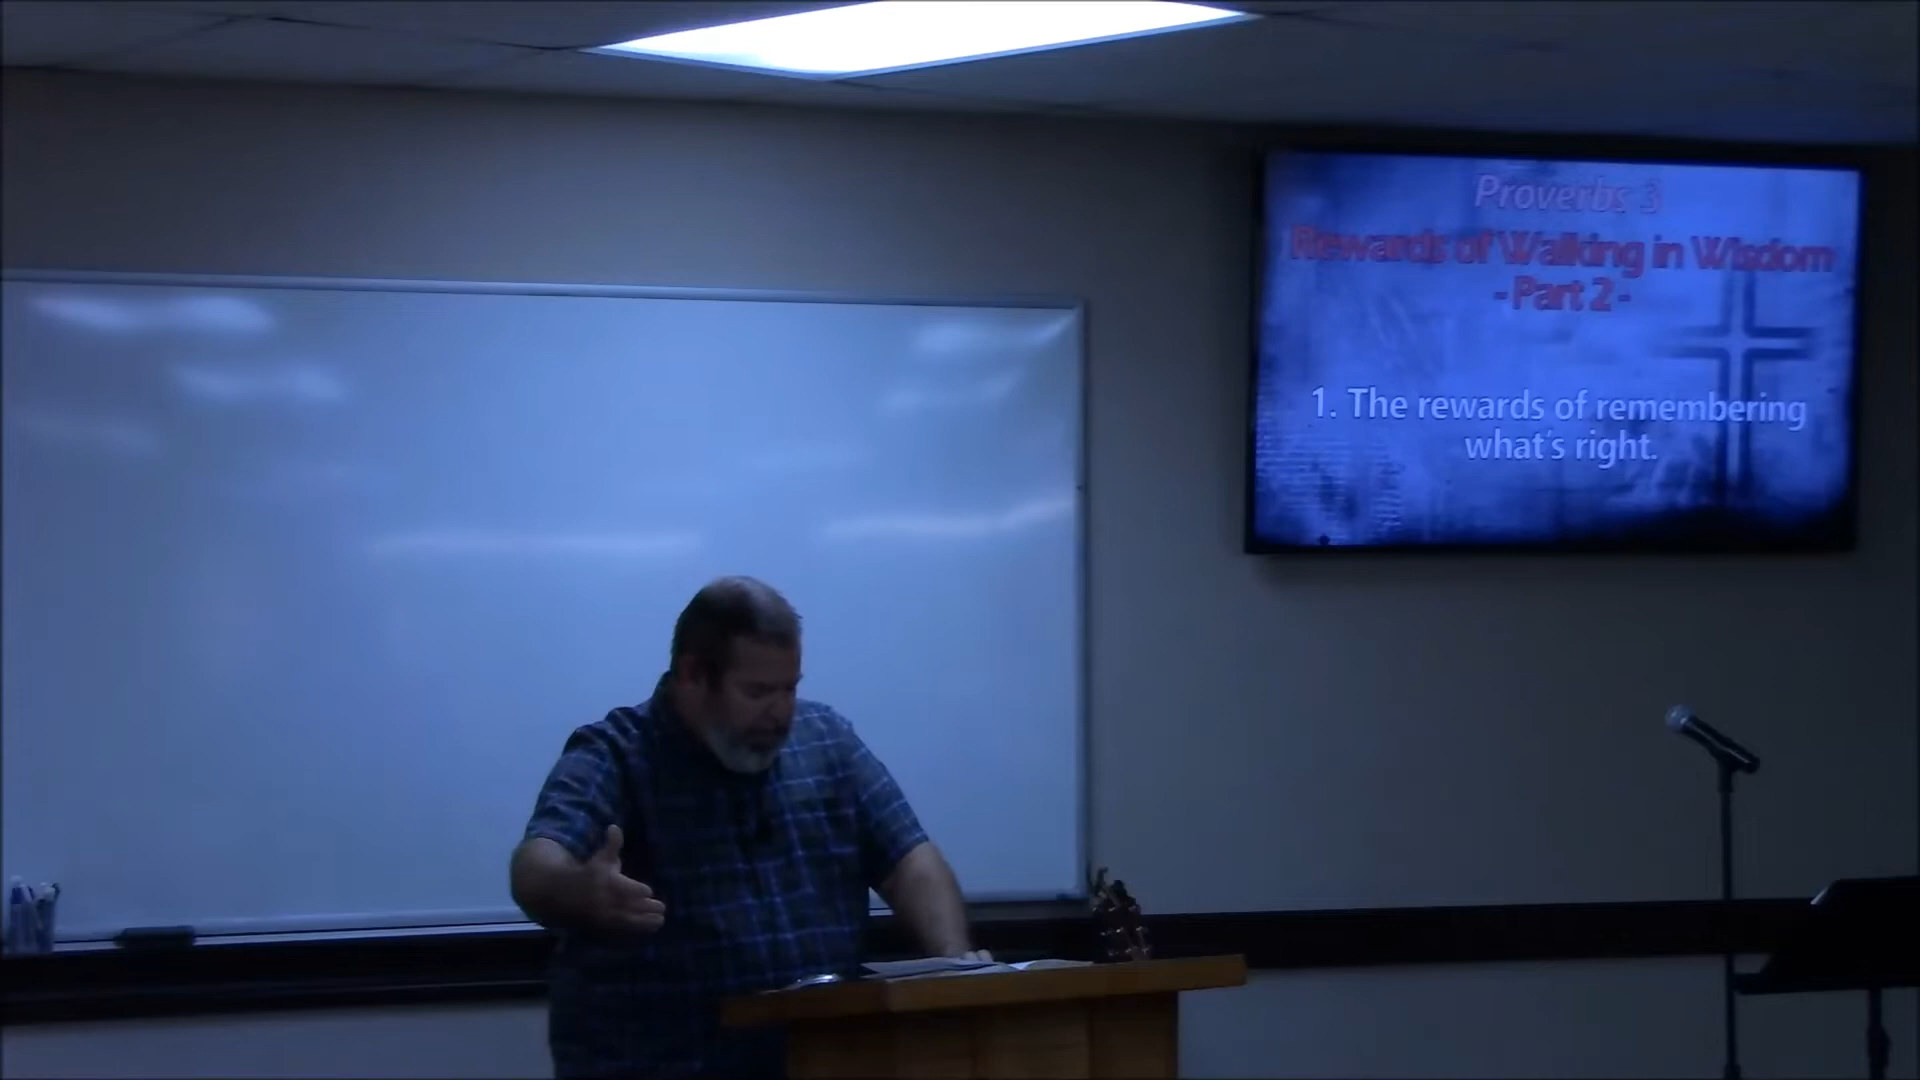 Proverbs 3
Rewards of Walking in Wisdom
- Part 2 -
1. The rewards of remembering
what's right.